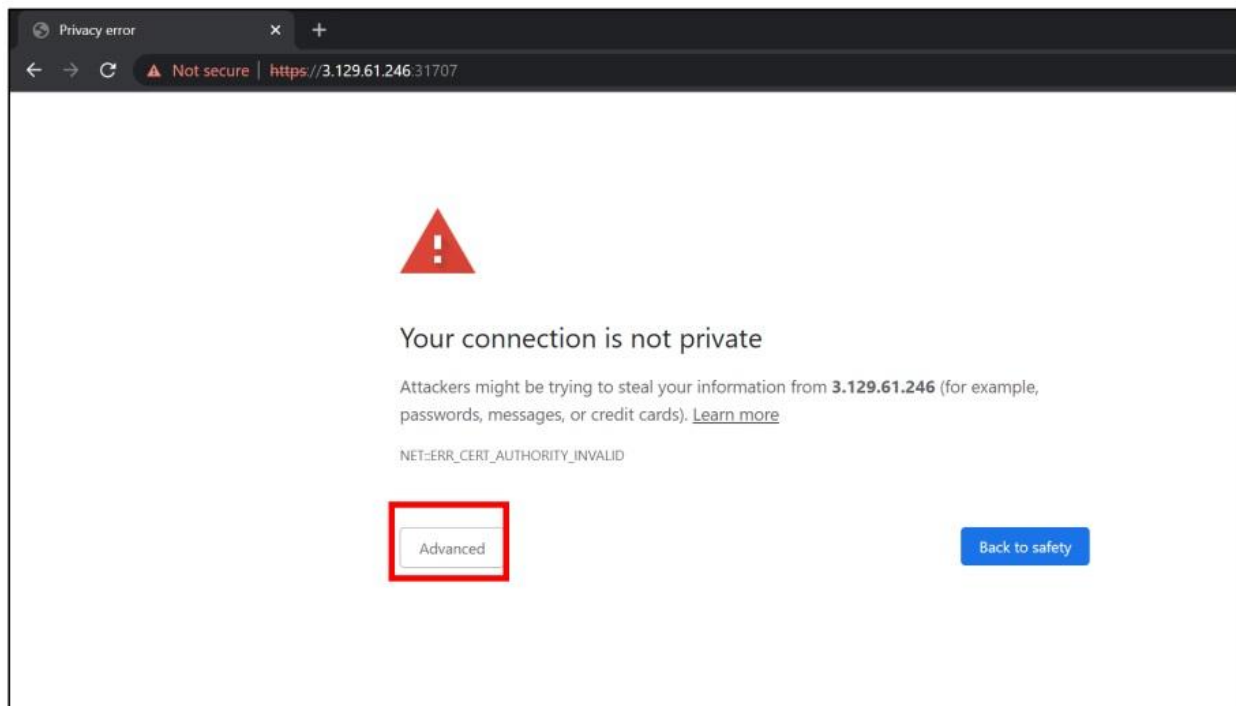 Privacy error
Not secure | https://3.129.61.246:31707
Your connection is not private
Attackers might be trying to steal your information from 3.129.61.246 (for example,
passwords, messages, or credit cards). Learn more
NET::ERR_CERT_AUTHORITY_INVALID
Advanced
Back to safety